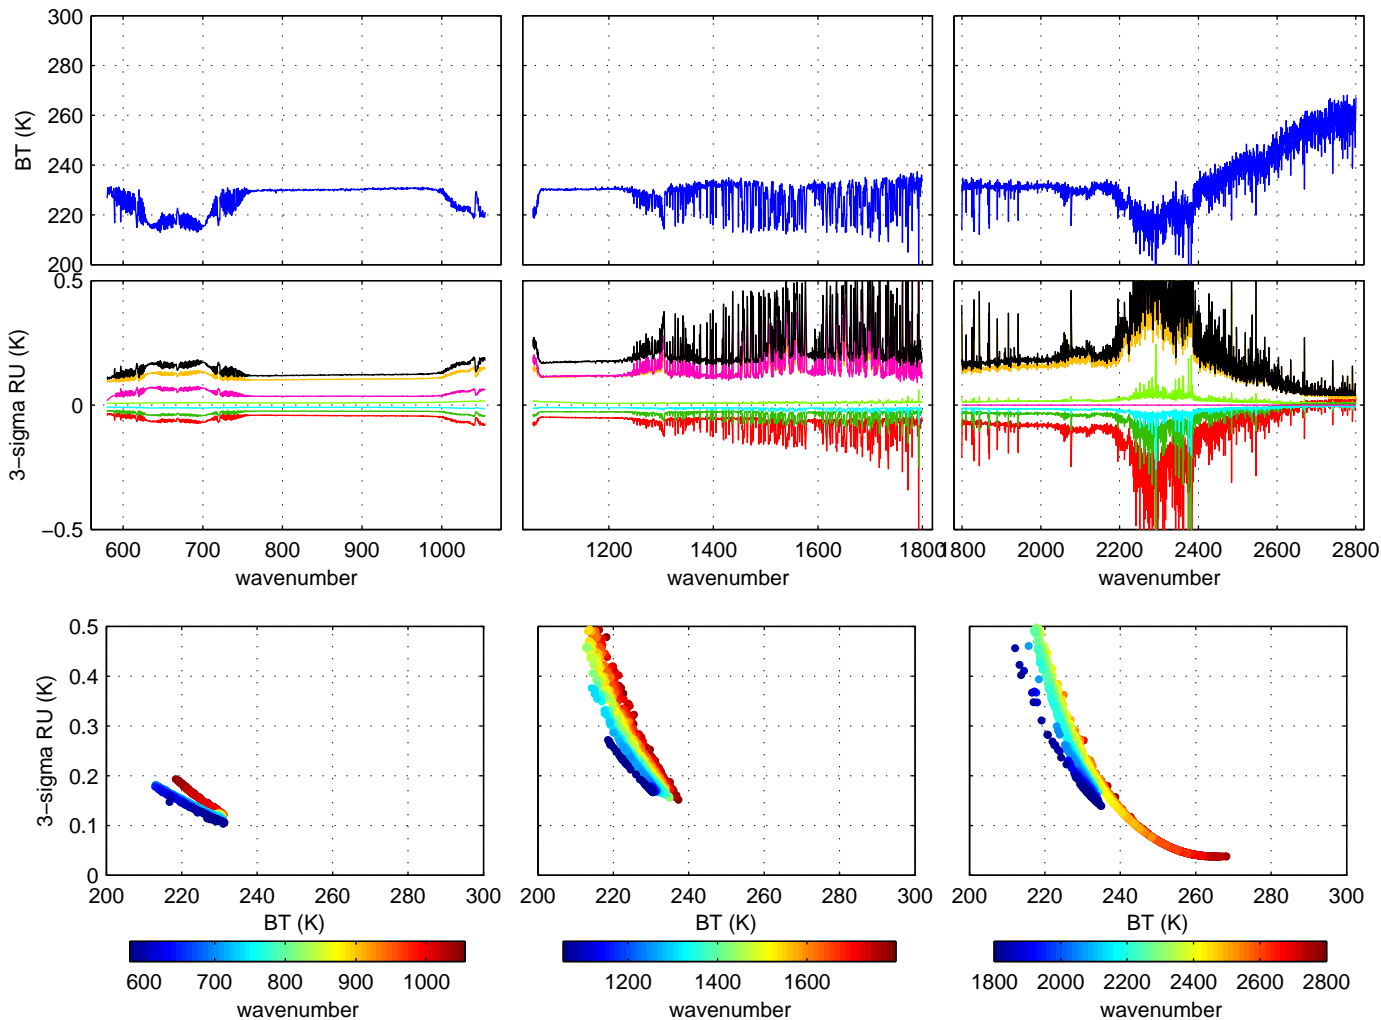 300
280
260
240
220
200
BT (K)
0.5
0
−0.5
3−sigma RU (K)
600 700 800 900 1000
1200 1400 1600 1800
1800 2000 2200 2400 2600 2800
wavenumber wavenumber wavenumber
0.5
0.4
0.3
0.2
0.1
0
3−sigma RU (K)
200 220 240 260 280 300
200 220 240 260 280 300
200 220 240 260 280 300
BT (K) BT (K) BT (K)
600 700 800 900 1000
1200 1400 1600
1800 2000 2200 2400 2600 2800
wavenumber wavenumber wavenumber